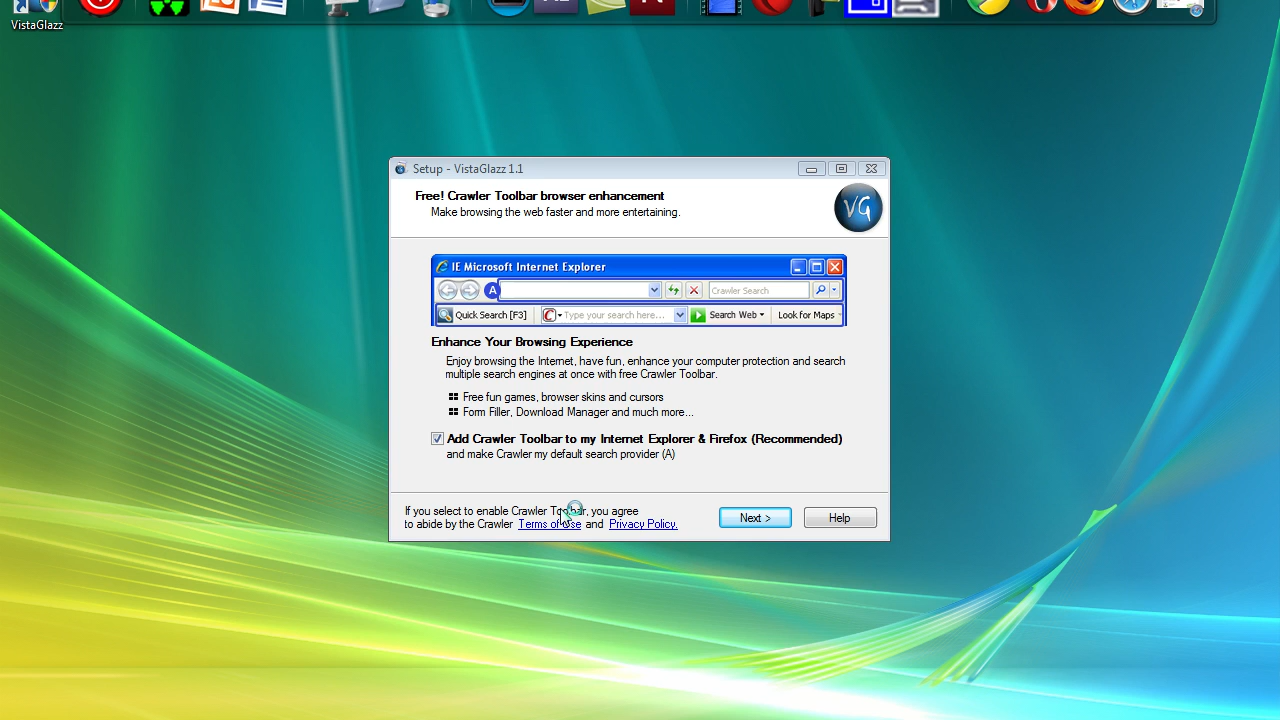 VistaGlazz
Setup - VistaGlazz 1.1
Free! Crawler Toolbar browser enhancement
Make browsing the web faster and more entertaining.
VG
IE Microsoft Internet Explorer
A
Crawler Search
Quick Search [F3]
Type your search here...
Search Web
Look for Maps
Enhance Your Browsing Experience
Enjoy browsing the Internet, have fun, enhance your computer protection and search
multiple search engines at once with free Crawler Toolbar.
Free fun games, browser skins and cursors
Form Filler, Download Manager and much more...
Add Crawler Toolbar to my Internet Explorer & Firefox (Recommended)
and make Crawler my default search provider (A)
If you select to enable Crawler Toolbar, you agree
to abide by the Crawler Terms of Use and Privacy Policy.
Next >
Help